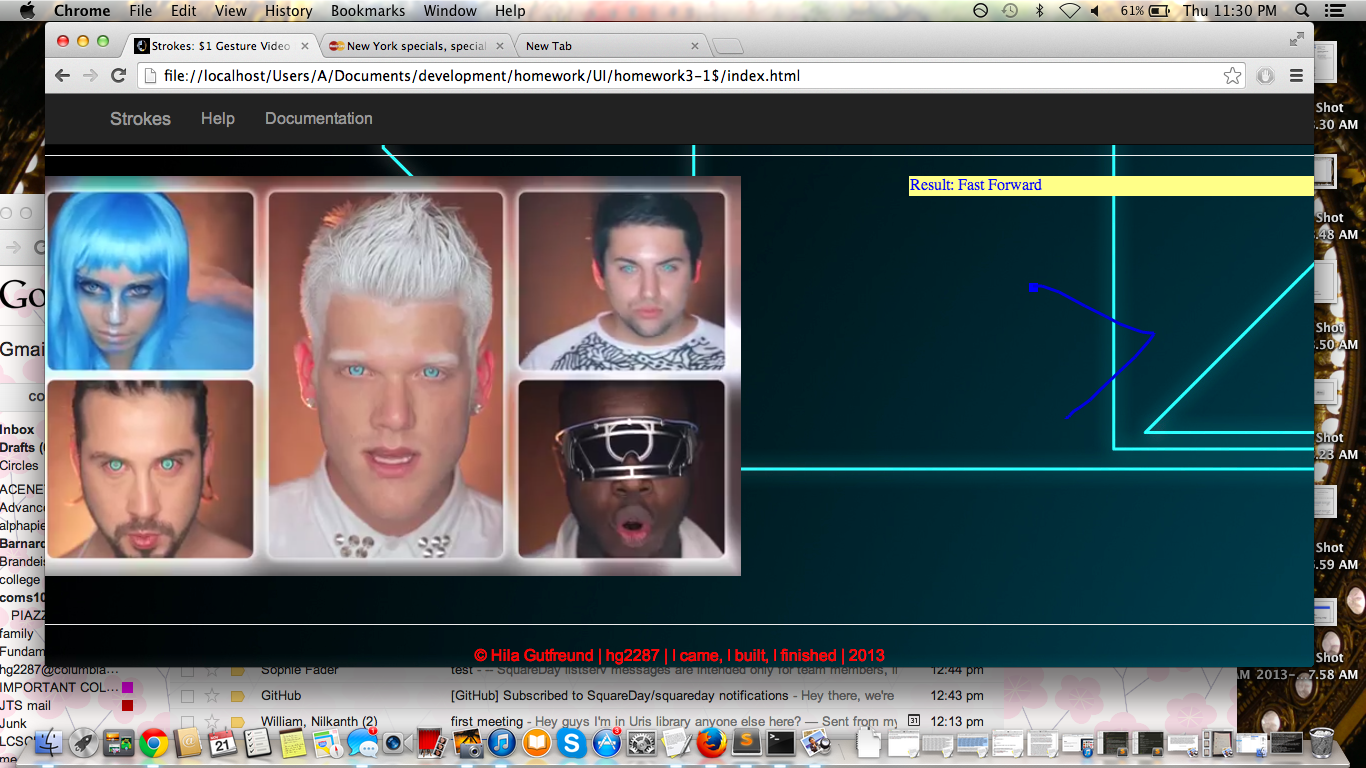 Chrome File Edit View History Bookmarks Window Help 61% Thu 11:30 PM
Strokes: $1 Gesture Video New York specials, special New Tab
file://localhost/Users/A/Documents/development/homework/UI/homework3-1$/index.html
Strokes Help Documentation
Result: Fast Forward
© Hila Gutfreund | hg2287 | I came, I built, I finished | 2013
Shot
.30 AM
Shot
.48 AM
Shot
.50 AM
Shot
.23 AM
Shot
.59 AM
Shot
AM 2013-...7.58 AM
Go
Gmai
co
Inbox
Drafts (
Circles
ACENE
Advanc
alphapie
Barnard
Brandeis
college
coms10
PIAZZ
family
Fundam
hg2287@columbia...
IMPORTANT COL...
JTS mail
Junk
LCSC
me
Sophie Fader test - – SquareDay listserv messages are intended only for team members, 12:44 pm
GitHub [GitHub] Subscribed to SquareDay/squareday notifications - Hey there, we're 12:43 pm
William, Nilkanth (2) first meeting - Hey guys I'm in Uris library anyone else here? — Sent from my 31 12:13 pm
21